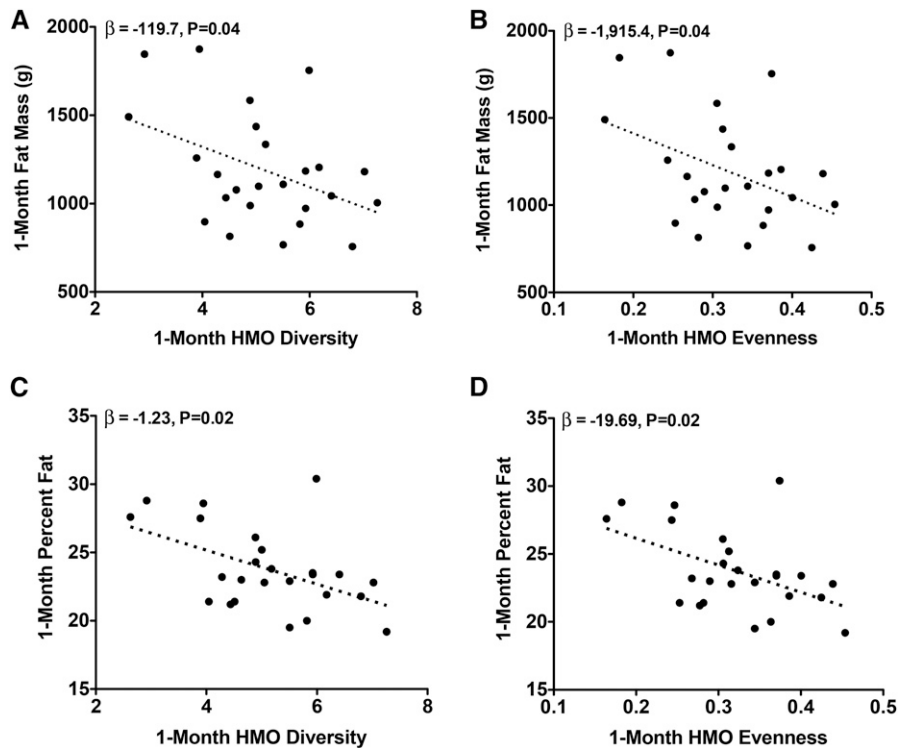 A
β = -119.7, P=0.04
1-Month Fat Mass (g)
2000
1500
1000
500
2
4
6
8
1-Month HMO Diversity
B
β = -1,915.4, P=0.04
1-Month Fat Mass (g)
2000
1500
1000
500
0.1
0.2
0.3
0.4
0.5
1-Month HMO Evenness
C
β = -1.23, P=0.02
1-Month Percent Fat
35
30
25
20
15
2
4
6
8
1-Month HMO Diversity
D
β = -19.69, P=0.02
1-Month Percent Fat
35
30
25
20
15
0.1
0.2
0.3
0.4
0.5
1-Month HMO Evenness